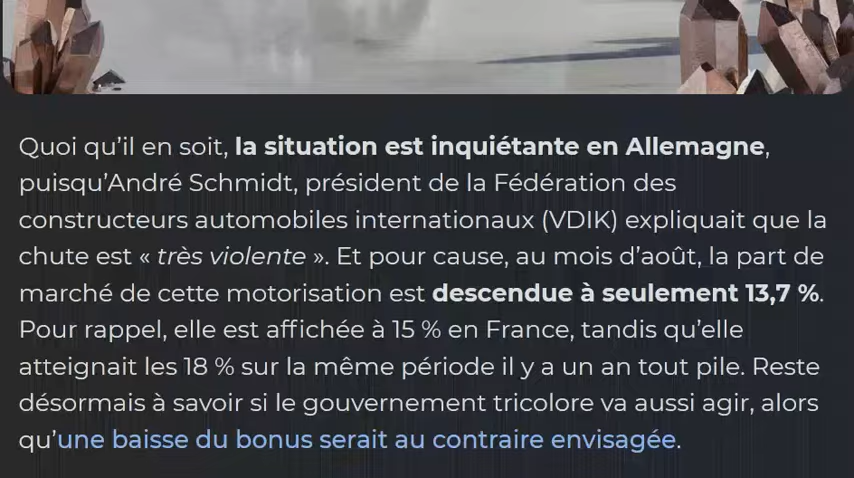 Quoi qu’il en soit, la situation est inquiétante en Allemagne,
puisqu’André Schmidt, président de la Fédération des
constructeurs automobiles internationaux (VDIK) expliquait que la
chute est « très violente ». Et pour cause, au mois d’août, la part de
marché de cette motorisation est descendue à seulement 13,7 %.
Pour rappel, elle est affichée à 15 % en France, tandis qu’elle
atteignait les 18 % sur la même période il y a un an tout pile. Reste
désormais à savoir si le gouvernement tricolore va aussi agir, alors
qu’une baisse du bonus serait au contraire envisagée.